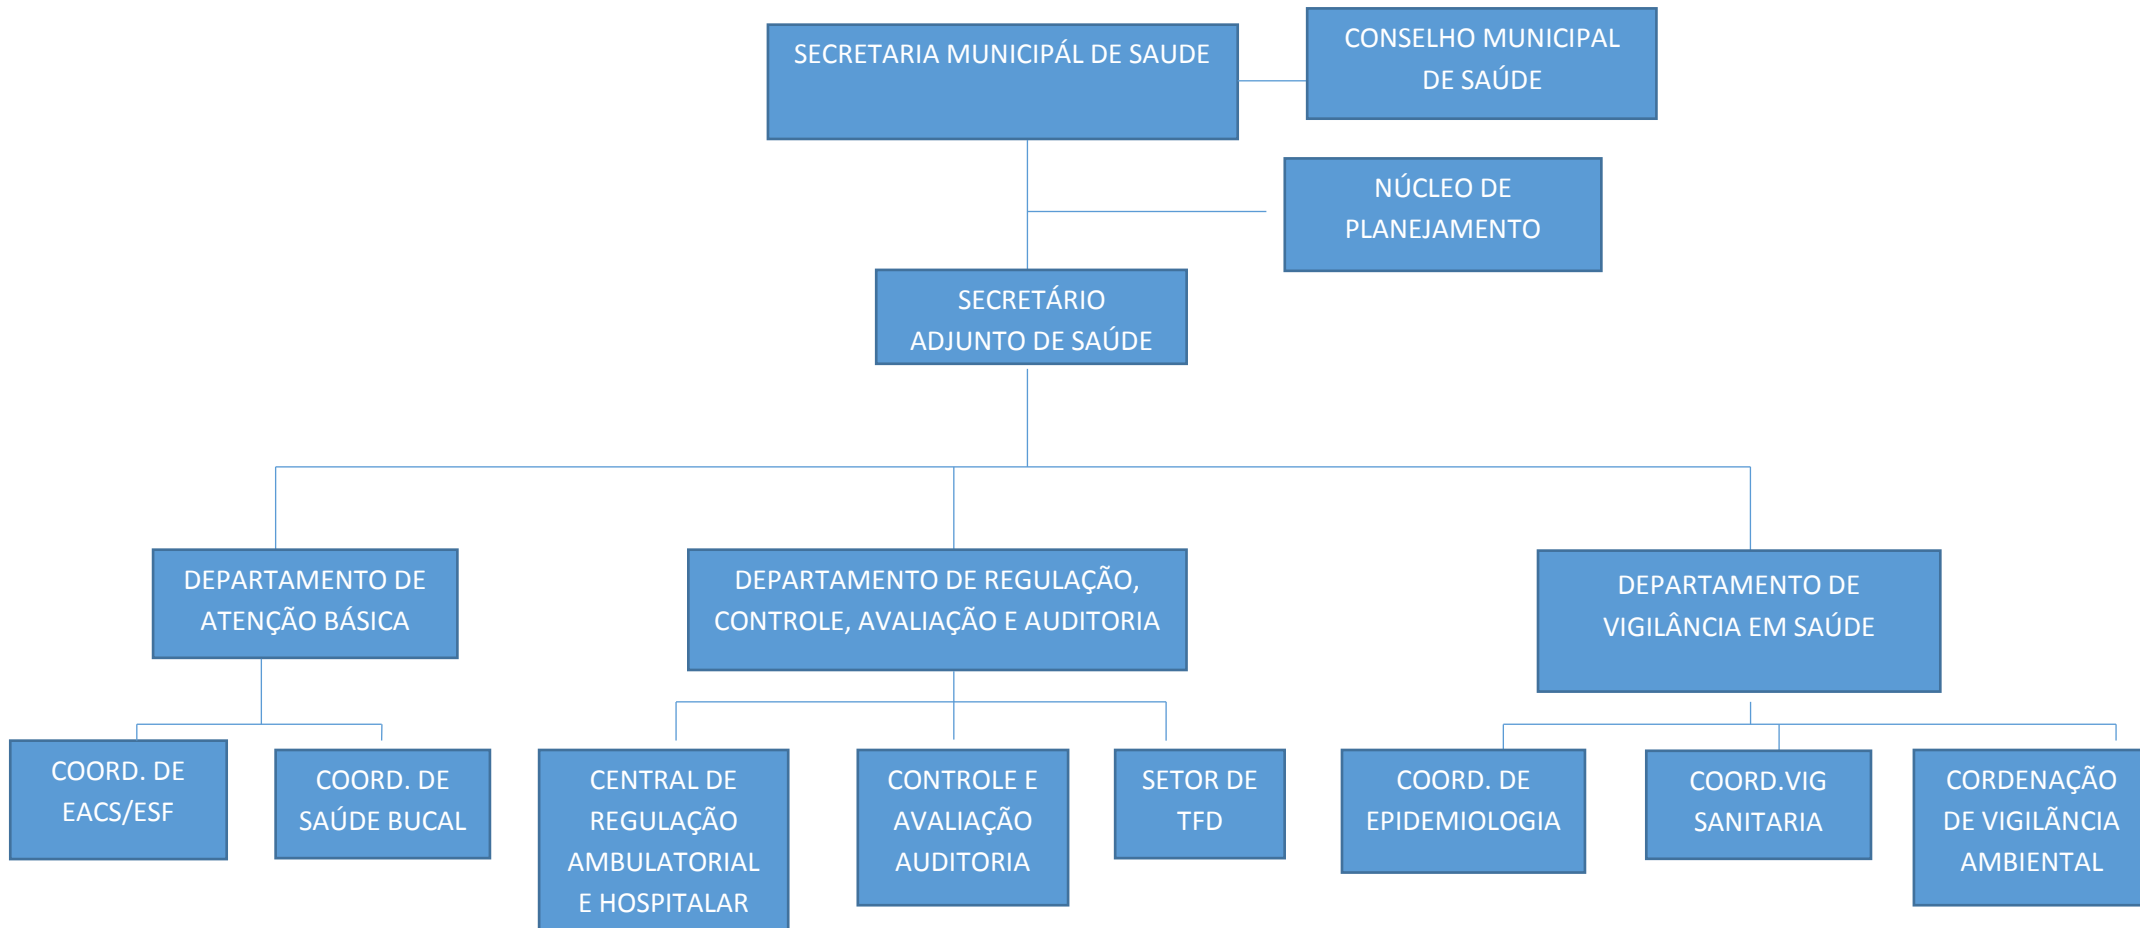 SECRETARIA MUNICIPÁL DE SAUDE
CONSELHO MUNICIPAL
DE SAÚDE
NÚCLEO DE
PLANEJAMENTO
SECRETÁRIO
ADJUNTO DE SAÚDE
DEPARTAMENTO DE
ATENÇÃO BÁSICA
DEPARTAMENTO DE REGULAÇÃO,
CONTROLE, AVALIAÇÃO E AUDITORIA
DEPARTAMENTO DE
VIGILÂNCIA EM SAÚDE
COORD. DE
EACS/ESF
COORD. DE
SAÚDE BUCAL
CENTRAL DE
REGULAÇÃO
AMBULATORIAL
E HOSPITALAR
CONTROLE E
AVALIAÇÃO
AUDITORIA
SETOR DE
TFD
COORD. DE
EPIDEMIOLOGIA
COORD.VIG
SANITARIA
CORDENAÇÃO
DE VIGILÃNCIA
AMBIENTAL